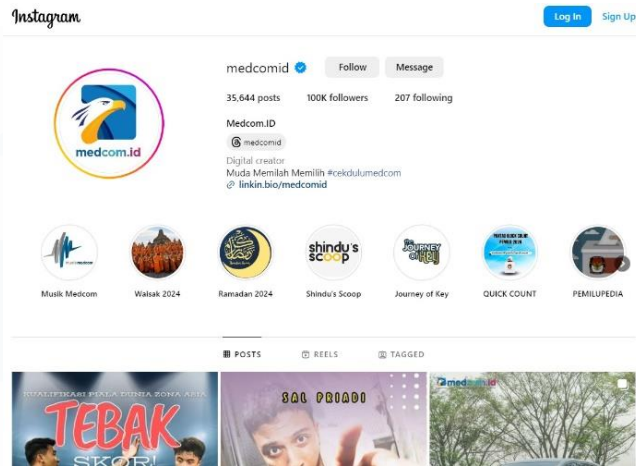 Instagram
Log In
Sign Up
medcomid
Follow
Message
35,644 posts 100K followers 207 following
Medcom.ID
medcomid
Digital creator
Muda Memilah Memilih #cekdulumedcom
linkin.bio/medcomid
medcom.id
shindu's
scoop
JOURNEY
OF
Musik Medcom
Waisak 2024
Ramadan 2024
Shindu's Scoop
Journey of Key
QUICK COUNT
PEMILUPEDIA
POSTS
REELS
TAGGED
KUALIFIKASI PIALA DUNIA ZONA ASIA
TEBAK
SKOR!
SAL PRIADI
medcom.id